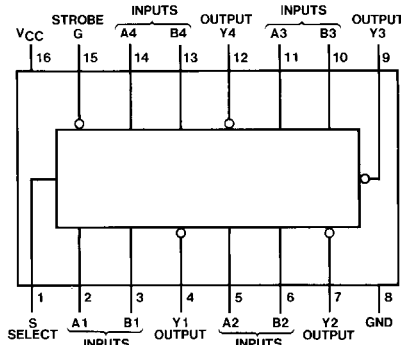 INPUTS INPUTS
STROBE OUTPUT OUTPUT
VCC G A4 B4 Y4 A3 B3 Y3
16 15 14 13 12 11 10 9
1 2 3 4 5 6 7 8
S A1 B1 Y1 A2 B2 Y2 GND
SELECT OUTPUT OUTPUT
INPUTS INPUTS